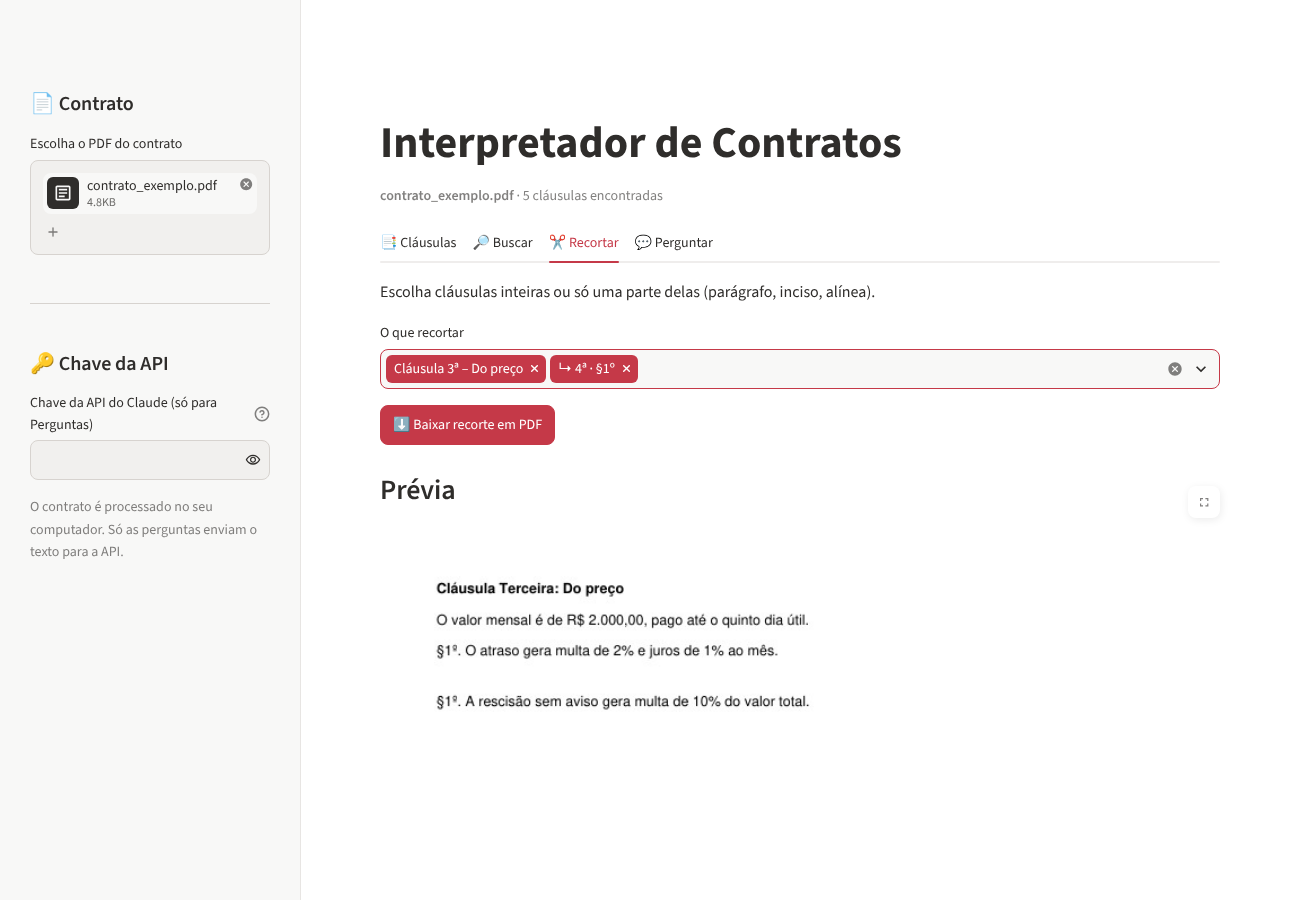 📄 Contrato
Escolha o PDF do contrato
contrato_exemplo.pdf
4.8KB
🔑 Chave da API
Chave da API do Claude (só para
Perguntas)
O contrato é processado no seu
computador. Só as perguntas enviam o
texto para a API.
Interpretador de Contratos
contrato_exemplo.pdf · 5 cláusulas encontradas
📑 Cláusulas 🔎 Buscar ✂️ Recortar 💬 Perguntar
Escolha cláusulas inteiras ou só uma parte delas (parágrafo, inciso, alínea).
O que recortar
Cláusula 3ª – Do preço ↳ 4ª · §1º
⬇️ Baixar recorte em PDF
Prévia
Cláusula Terceira: Do preço
O valor mensal é de R$ 2.000,00, pago até o quinto dia útil.
§1º. O atraso gera multa de 2% e juros de 1% ao mês.
§1º. A rescisão sem aviso gera multa de 10% do valor total.